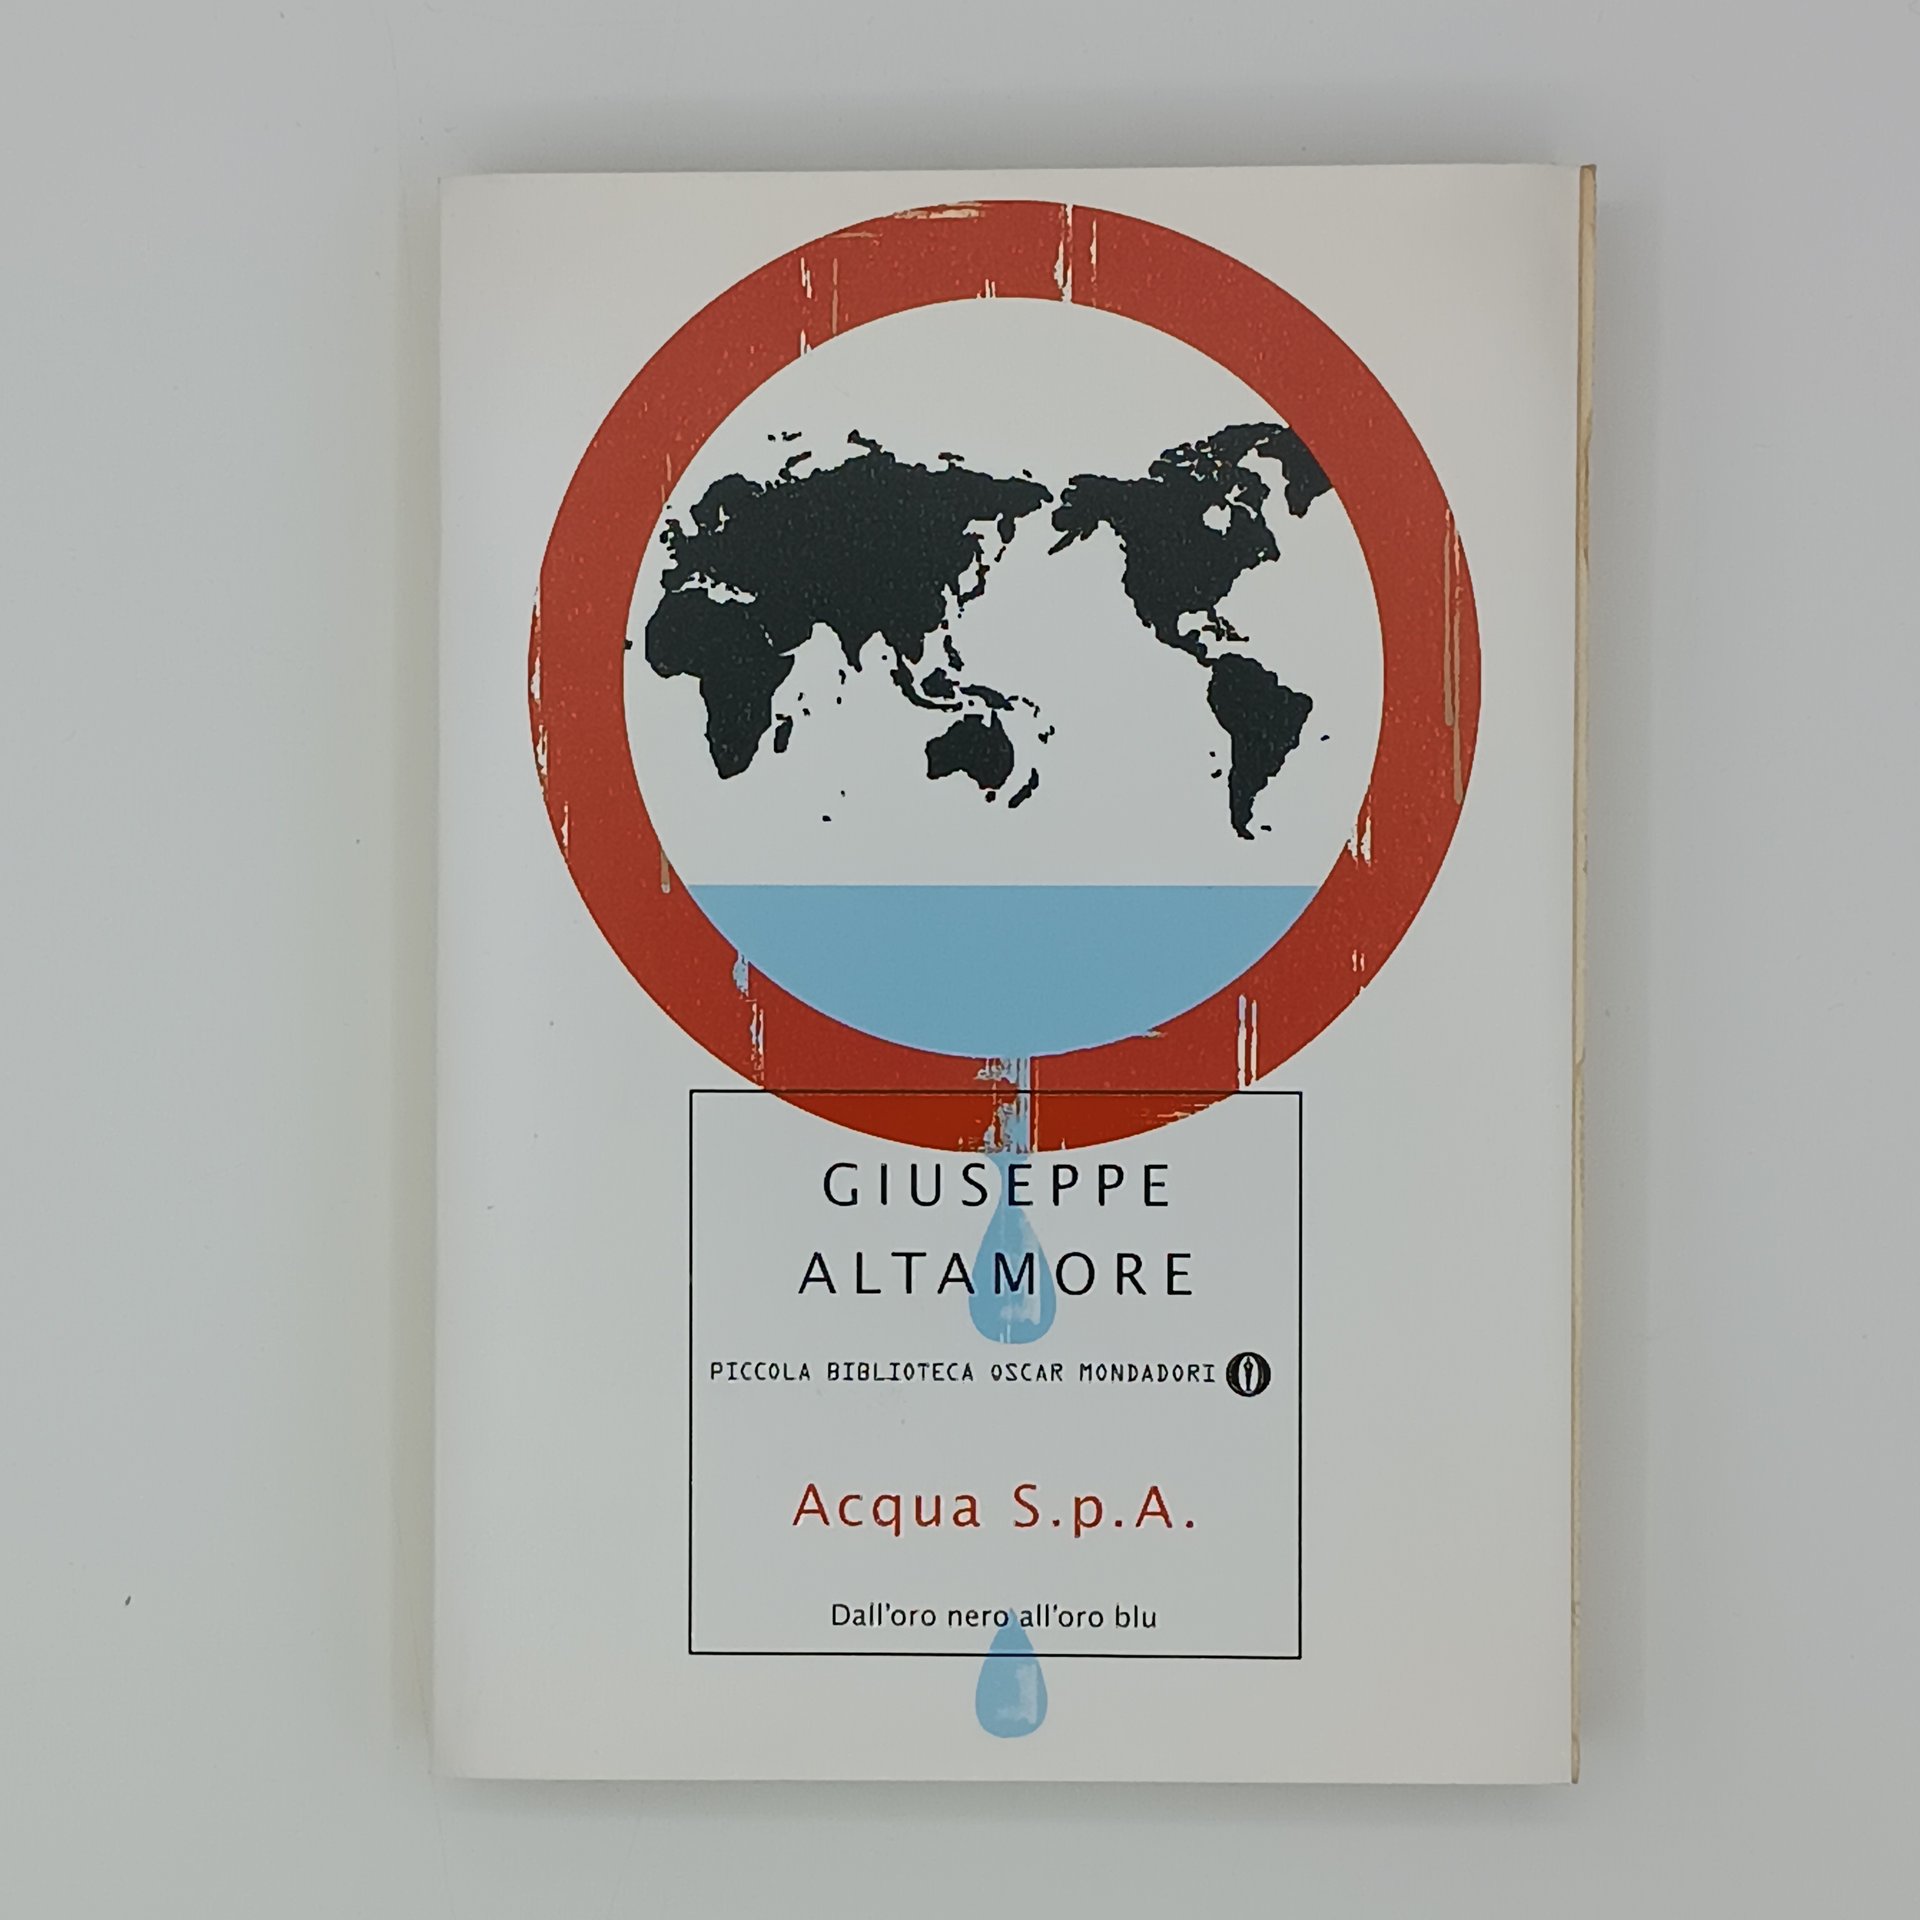 GIUSEPPE
ALTAMORE
PICCOLA BIBLIOTECA OSCAR MONDADORI
Acqua S.p.A.
Dall'oro nero all'oro blu